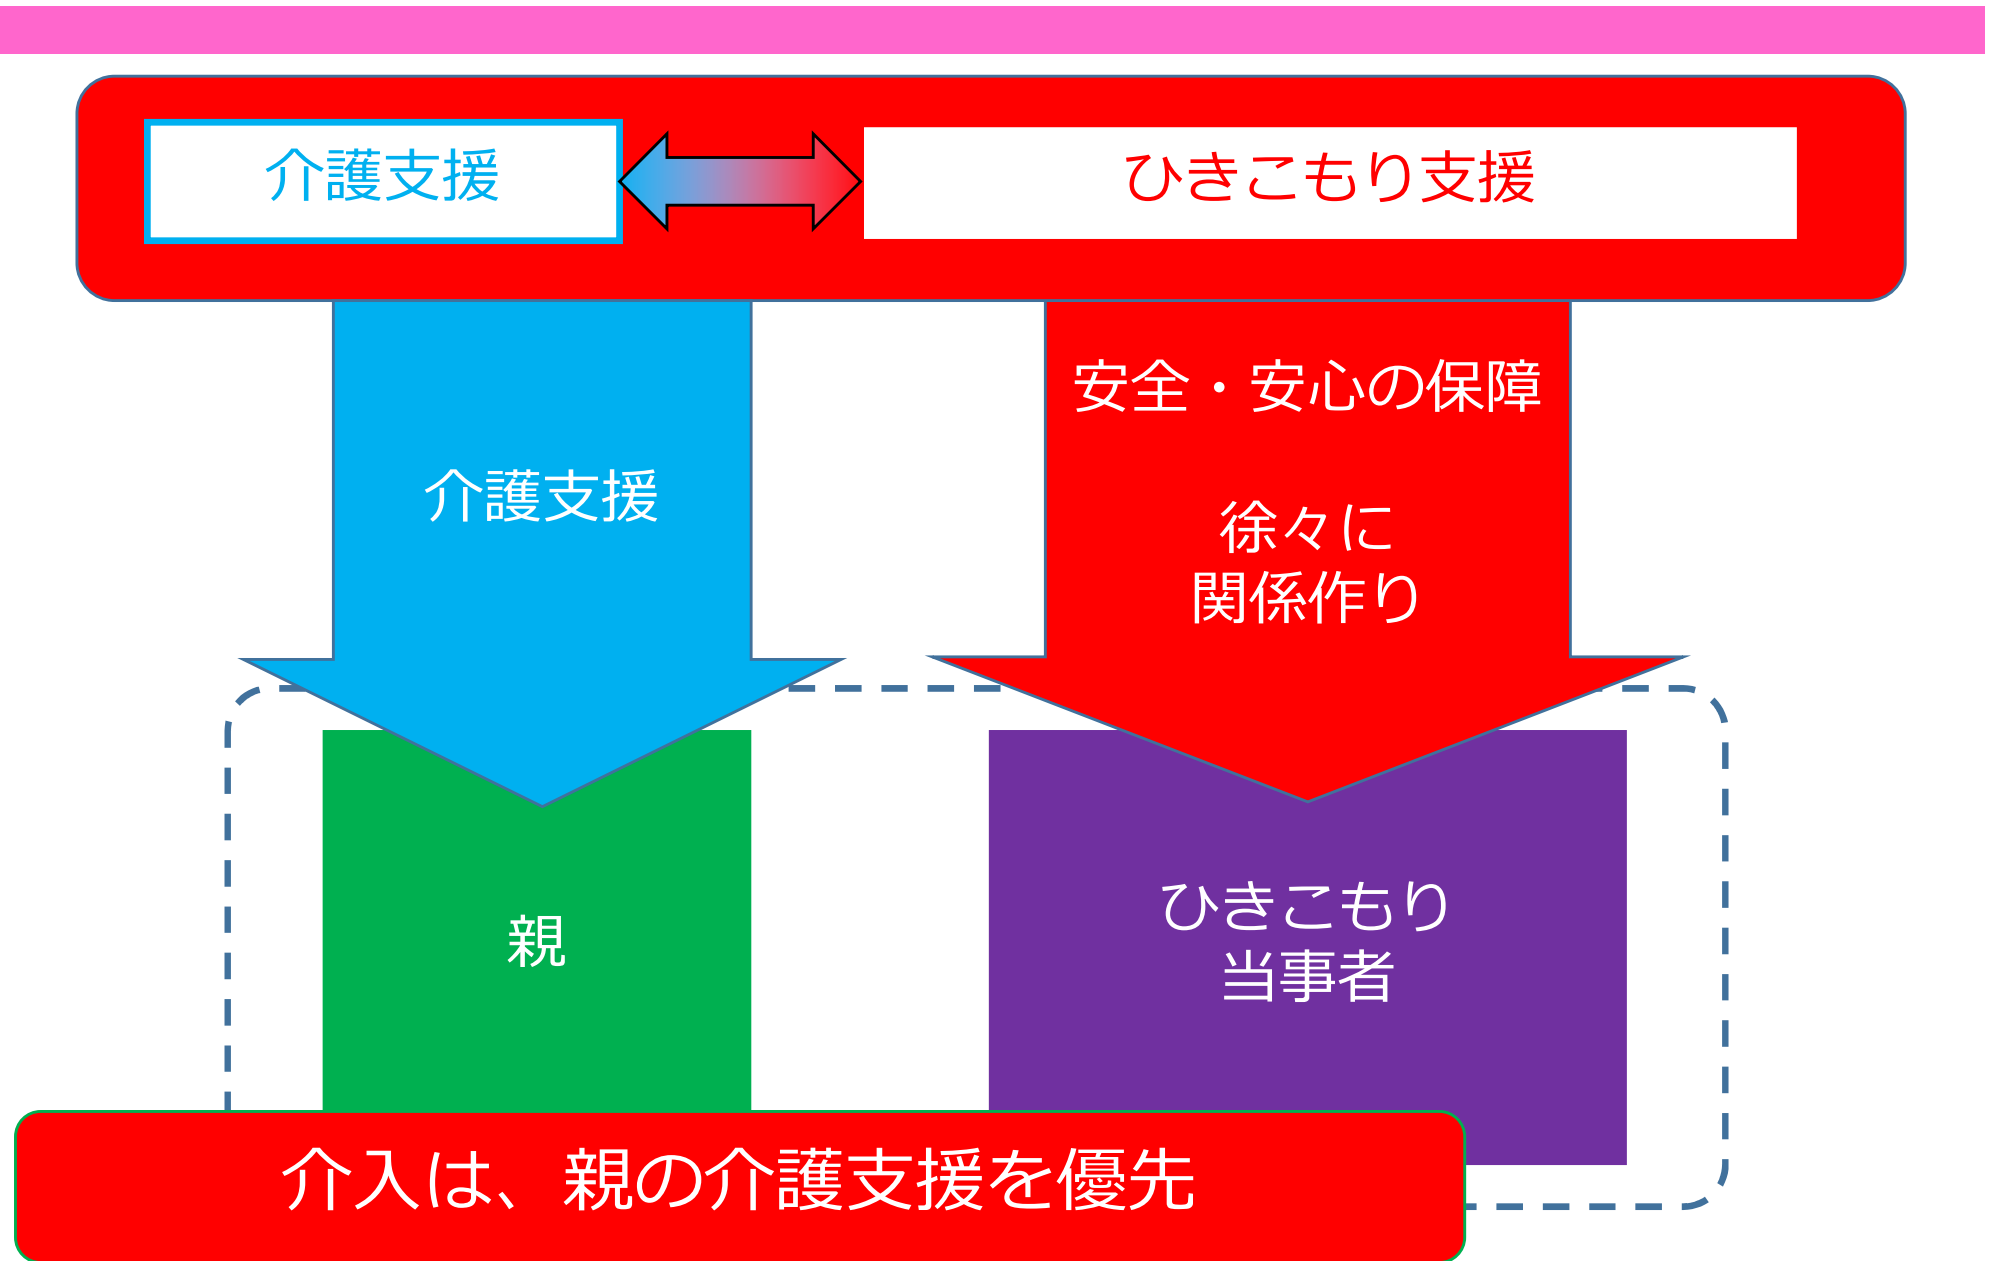 介護支援
ひきこもり支援
介護支援
安全・安心の保障
徐々に
関係作り
親
ひきこもり
当事者
介入は、親の介護支援を優先